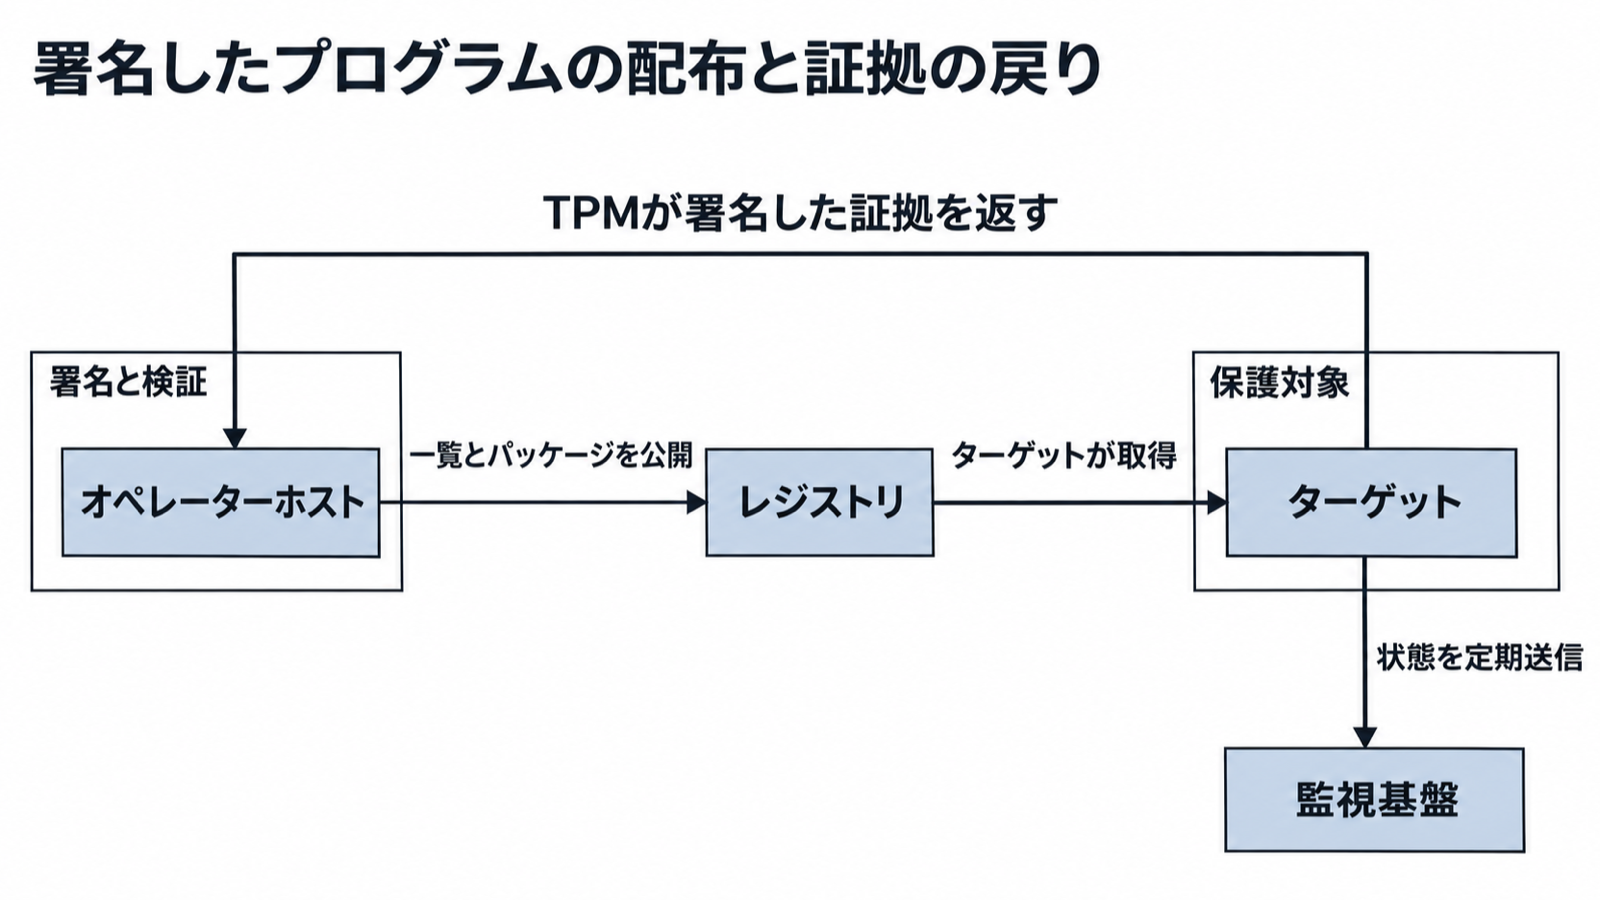 署名したプログラムの配布と証拠の戻り
TPMが署名した証拠を返す
署名と検証
保護対象
一覧とパッケージを公開
ターゲットが取得
オペレーターホスト
レジストリ
ターゲット
状態を定期送信
監視基盤